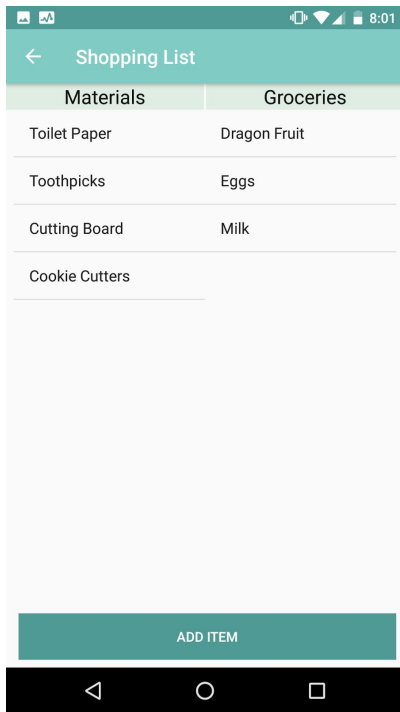 8:01
Shopping List
Materials
Groceries
Toilet Paper
Dragon Fruit
Toothpicks
Eggs
Cutting Board
Milk
Cookie Cutters
ADD ITEM